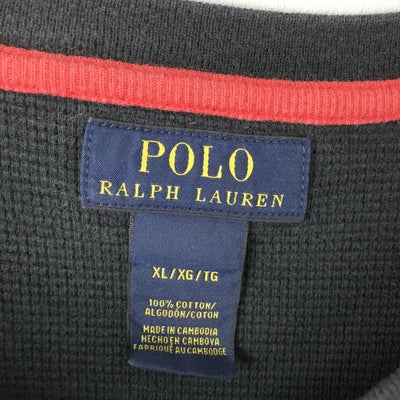 POLO
RALPH LAUREN
XL/XG/TG
100% COTTON/
ALGODÓN/COTON
MADE IN CAMBODIA
HECHO EN CAMBOYA
FABRIQUÉ AU CAMBODGE